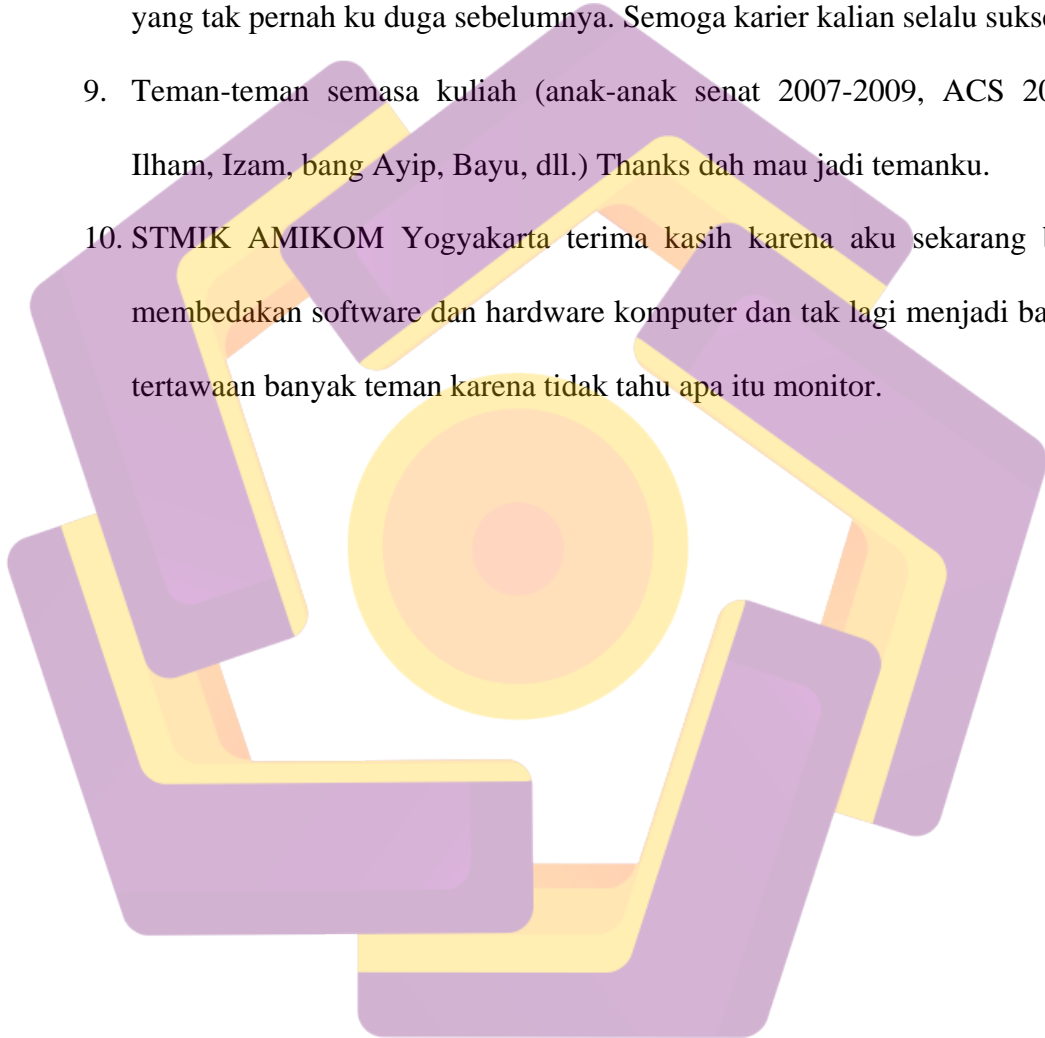 yang tak pernah ku duga sebelumnya. Semoga karier kalian selalu
9. Teman-teman semasa kuliah (anak-anak senat 2007-2009, ACS
Ilham, Izam, bang Ayip, Bayu, dll.) Thanks dah mau jadi temanku.
10. STMIK AMIKOM Yogyakarta terima kasih karena aku sekarang
membedakan software dan hardware komputer dan tak lagi menjadi
tertawaan banyak teman karena tidak tahu apa itu monitor.